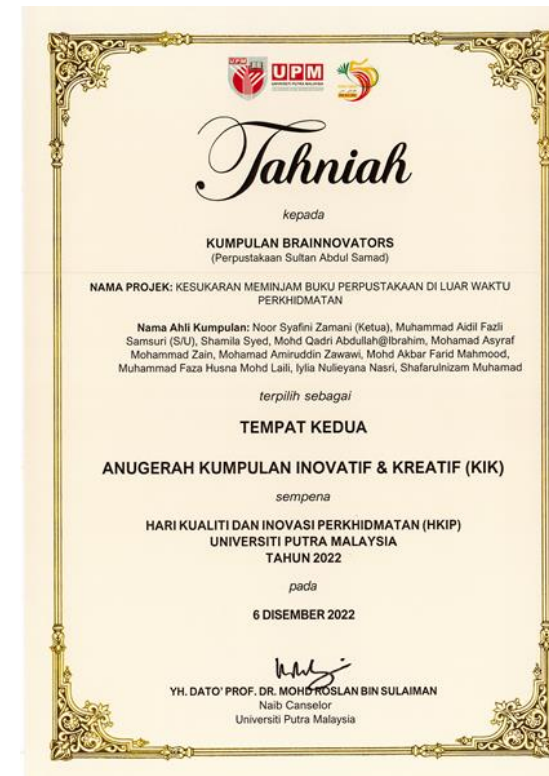 UPM
UPM
UNIVERSITI PUTRA MALAYSIA
Tahniah
kepada
KUMPULAN BRAINNOVATORS
(Perpustakaan Sultan Abdul Samad)
NAMA PROJEK: KESUKARAN MEMINJAM BUKU PERPUSTAKAAN DI LUAR WAKTU
PERKHIDMATAN
Nama Ahli Kumpulan: Noor Syafini Zamani (Ketua), Muhammad Aidil Fazli
Samsuri (S/U), Shamila Syed, Mohd Qadri Abdullah@Ibrahim, Mohamad Asyraf
Mohammad Zain, Mohamad Amiruddin Zawawi, Mohd Akbar Farid Mahmood,
Muhammad Faza Husna Mohd Laili, Iylia Nulieyana Nasri, Shafarulnizam Muhamad
terpilih sebagai
TEMPAT KEDUA
ANUGERAH KUMPULAN INOVATIF & KREATIF (KIK)
sempena
HARI KUALITI DAN INOVASI PERKHIDMATAN (HKIP)
UNIVERSITI PUTRA MALAYSIA
TAHUN 2022
pada
6 DISEMBER 2022
YH. DATO' PROF. DR. MOHD ROSLAN BIN SULAIMAN
Naib Canselor
Universiti Putra Malaysia